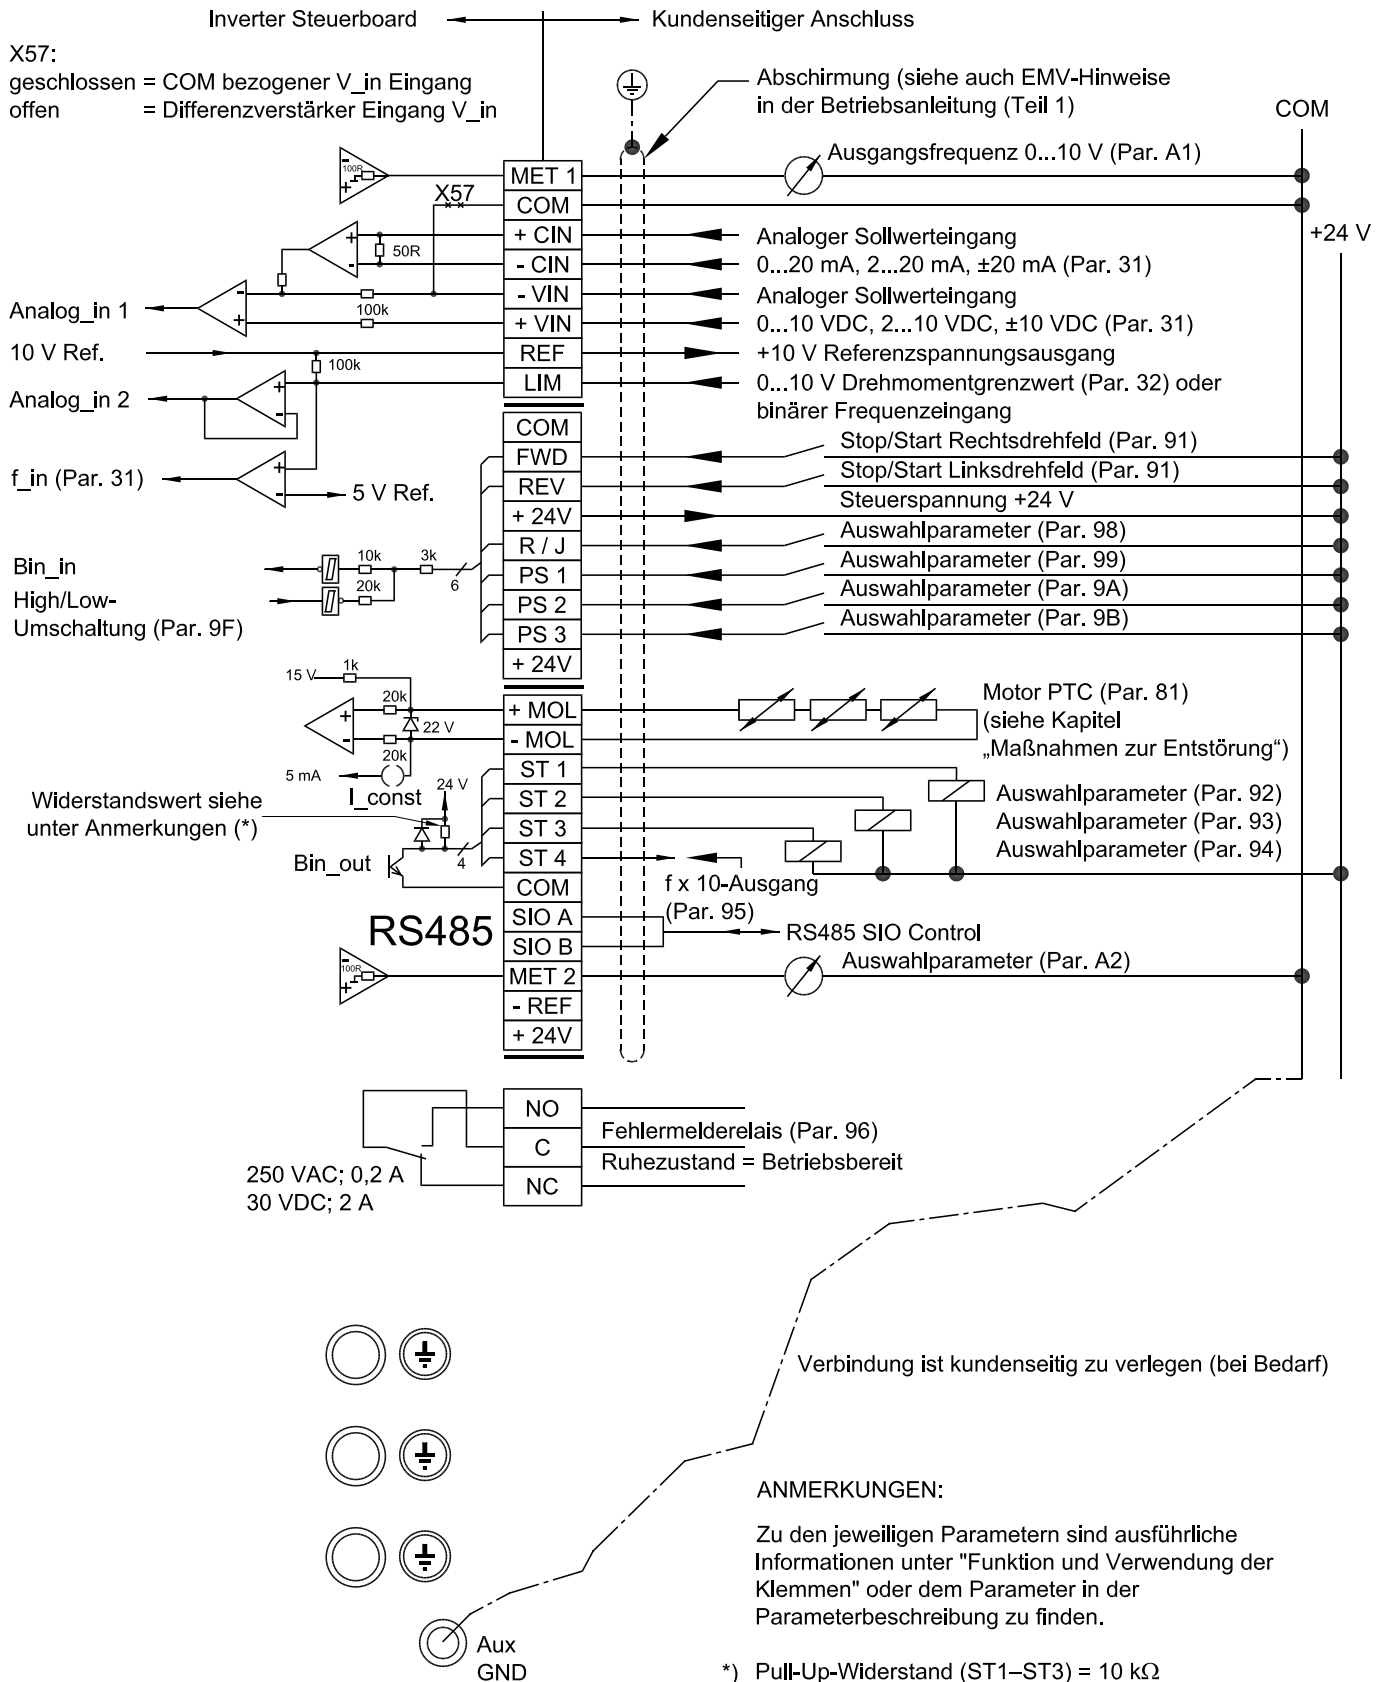 Inverter Steuerboard
Kundenseitiger Anschluss
X57:
geschlossen = COM bezogener V_in Eingang
offen = Differenzverstärker Eingang V_in
Abschirmung (siehe auch EMV-Hinweise
in der Betriebsanleitung (Teil 1)
COM
+24 V
100R
MET 1
Ausgangsfrequenz 0...10 V (Par. A1)
X57
COM
50R
+ CIN
Analoger Sollwerteingang
- CIN
0...20 mA, 2...20 mA, ±20 mA (Par. 31)
- VIN
Analoger Sollwerteingang
Analog_in 1
100k
+ VIN
0...10 VDC, 2...10 VDC, ±10 VDC (Par. 31)
10 V Ref.
REF
+10 V Referenzspannungsausgang
100k
Analog_in 2
LIM
0...10 V Drehmomentgrenzwert (Par. 32) oder
binärer Frequenzeingang
COM
f_in (Par. 31)
5 V Ref.
FWD
Stop/Start Rechtsdrehfeld (Par. 91)
REV
Stop/Start Linksdrehfeld (Par. 91)
+ 24V
Steuerspannung +24 V
R / J
Auswahlparameter (Par. 98)
Bin_in
10k
3k
6
20k
PS 1
Auswahlparameter (Par. 99)
High/Low-
Umschaltung (Par. 9F)
PS 2
Auswahlparameter (Par. 9A)
PS 3
Auswahlparameter (Par. 9B)
+ 24V
15 V
1k
20k
22 V
20k
+ MOL
Motor PTC (Par. 81)
(siehe Kapitel
„Maßnahmen zur Entstörung“)
- MOL
5 mA
I_const
24 V
ST 1
ST 2
Auswahlparameter (Par. 92)
Widerstandswert siehe
unter Anmerkungen (*)
ST 3
Auswahlparameter (Par. 93)
Auswahlparameter (Par. 94)
Bin_out
4
ST 4
f x 10-Ausgang
(Par. 95)
COM
RS485
SIO A
SIO B
RS485 SIO Control
100R
MET 2
Auswahlparameter (Par. A2)
- REF
+ 24V
NO
C
NC
Fehlermelderelais (Par. 96)
Ruhezustand = Betriebsbereit
250 VAC; 0,2 A
30 VDC; 2 A
Verbindung ist kundenseitig zu verlegen (bei Bedarf)
ANMERKUNGEN:
Zu den jeweiligen Parametern sind ausführliche
Informationen unter "Funktion und Verwendung der
Klemmen" oder dem Parameter in der
Parameterbeschreibung zu finden.
Aux
GND
*) Pull-Up-Widerstand (ST1–ST3) = 10 kΩ